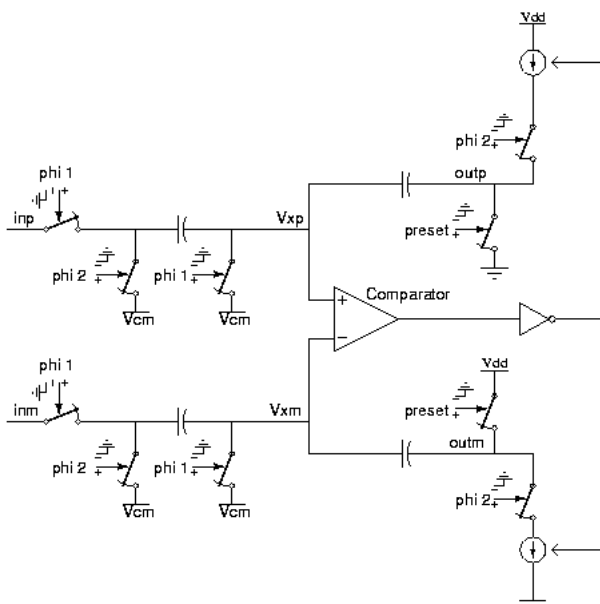 Vdd
phi 2
+
phi 1
+
outp
inp
Vxp
preset
+
phi 2
+
phi 1
+
Vcm
Vcm
+
Comparator
−
phi 1
+
Vdd
preset
+
inm
Vxm
outm
phi 2
+
phi 1
+
phi 2
+
Vcm
Vcm